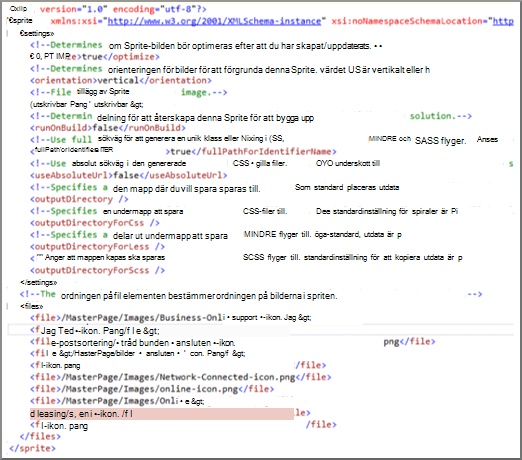 Oxilp version="1.0" encoding="utf-8"?>
'€sprite xmlns:xsi="http://www.w3.org/2001/XMLSchema-instance" xsi:noNamespaceSchemaLocation="http
€settings»
<!--Determines om Sprite-bilden bör optimeras efter att du har skapat/uppdaterats. • •
€ 0, PT IMR e>true</optimize>
<!--Determines orienteringen för bilder för att förgrunda denna Sprite. värdet US är vertikalt eller h
<orientation>vertical</orientation>
<!--File tillägg av Sprite image.-->
(utskrivbar Pang ' utskrivbar &gt;
<!--Determin delning för att återskapa denna Sprite för att bygga upp solution.-->
<runOnBuild>false</runOnBuild>
<!--Use full sökväg för att generera en unik klass eller Nixing i (SS, MINDRE och SASS flyger. Anses
>true</fullPathForIdentifierName>
<!--Use absolut sökväg i den genererade CSS • gilla filer. OYO underskott till s
<useAbsoluteUrl>false</useAbsoluteUrl>
<!--Specifies a den mapp där du vill spara sparas till. Som standard placeras utdata
<outputDirectory />
<!--Specifies en undermapp att spara CSS-filer till. Dee standardinställning för spiraler är Pi
<outputDirectoryForCss />
<!--Specifies a delar ut undermappatt spara MINDRE flyger till. öga-standard, utdata är p
<outputDirectoryForLess />
<'"" Anger att mappen kapas ska sparas SCSS flyger till. standardinställning för att kopiera utdata är p
<outputDirectoryForScss />
</settings>
<!--The ordningen på fil elementen bestämmer ordningen på bilderna i spriten. -->
<files>
<file>/MasterPage/Images/Business-Onli • support •-ikon. Jag &gt;
<f Jag Ted •-ikon. Pang/f l e &gt;
<file-postsortering/• tråd bunden • ansluten •-ikon. png</file>
<fil e &gt;/MasterPage/bilder • ansluten • ' con. Pang/f &gt;
<f l-ikon. pang /file>
<file>/MasterPage/Images/Network-Connected-icon.png</file>
<file>/MasterPage/Images/online-icon.png</file>
<file>/MasterPage/Images/Onli • e &gt;
d leasing/s, en i •-ikon. /f l le>
<f l-ikon. pang /file>
</files>
</sprite>